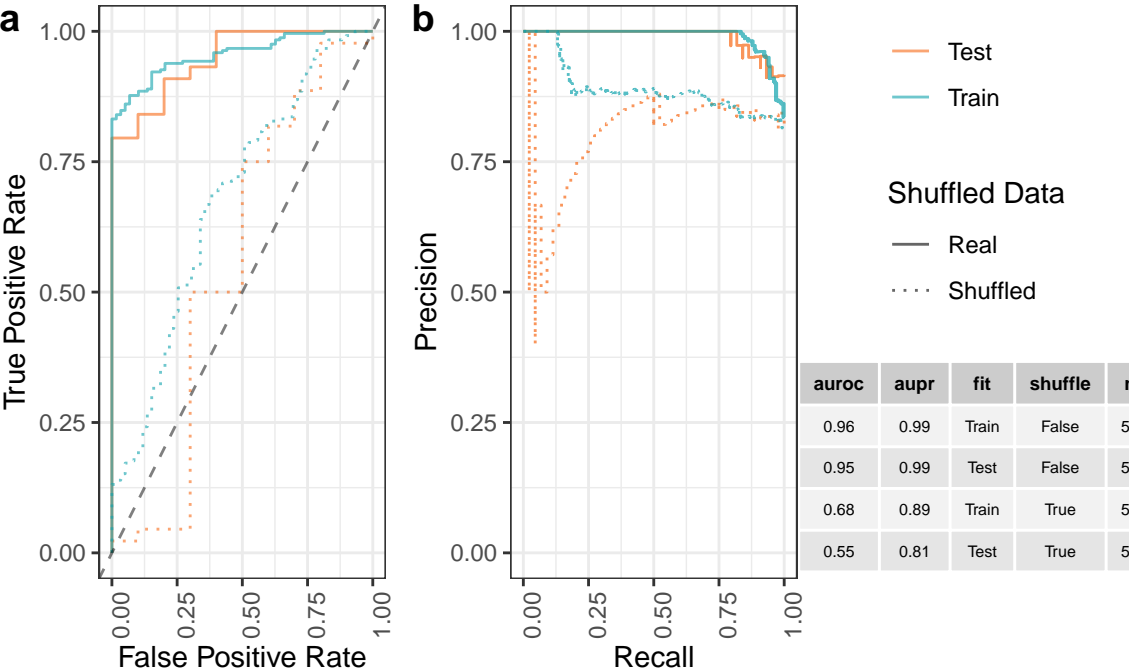 a
1.00
0.75
0.50
0.25
0.00
True Positive Rate
0.00
0.25
0.50
0.75
1.00
False Positive Rate
b
1.00
0.75
0.50
0.25
0.00
Precision
0.00
0.25
0.50
0.75
1.00
Recall
Test
Train
Shuffled Data
Real
Shuffled
auroc aupr fit shuffle
0.96 0.99 Train False 5
0.95 0.99 Test False 5
0.68 0.89 Train True 5
0.55 0.81 Test True 5